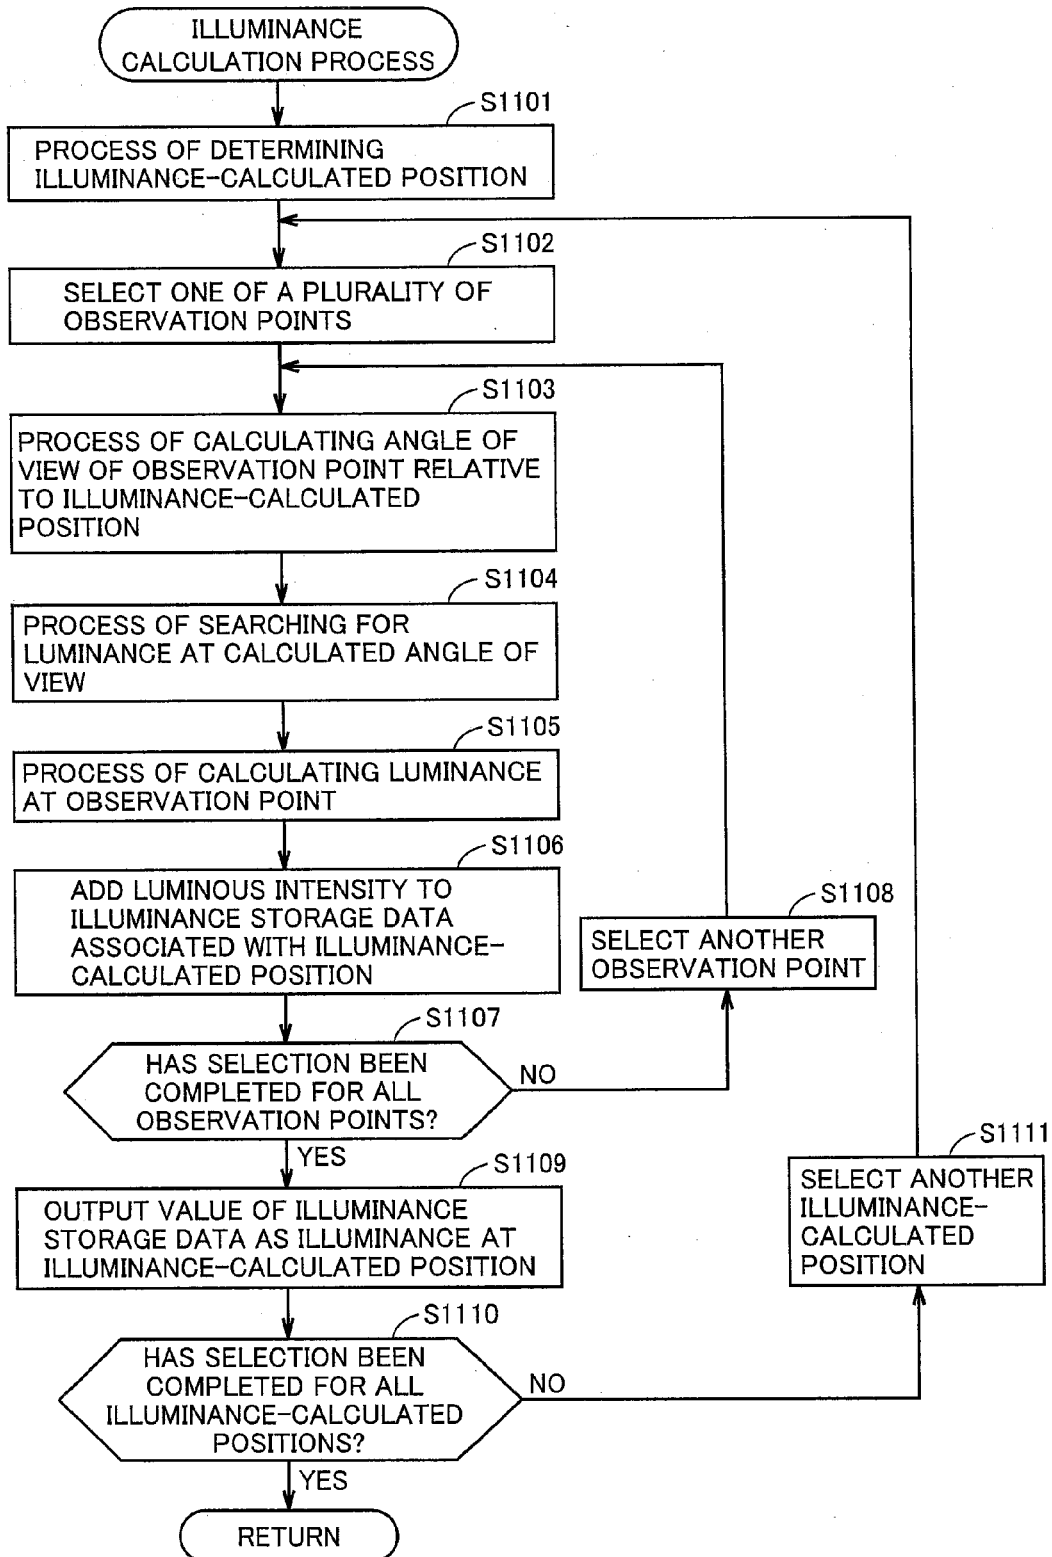 ILLUMINANCE
CALCULATION PROCESS
S1101
PROCESS OF DETERMINING
ILLUMINANCE-CALCULATED POSITION
S1102
SELECT ONE OF A PLURALITY OF
OBSERVATION POINTS
S1103
PROCESS OF CALCULATING ANGLE OF
VIEW OF OBSERVATION POINT RELATIVE
TO ILLUMINANCE-CALCULATED
POSITION
S1104
PROCESS OF SEARCHING FOR
LUMINANCE AT CALCULATED ANGLE OF
VIEW
S1105
PROCESS OF CALCULATING LUMINANCE
AT OBSERVATION POINT
S1106
ADD LUMINOUS INTENSITY TO
ILLUMINANCE STORAGE DATA
ASSOCIATED WITH ILLUMINANCE-
CALCULATED POSITION
S1108
SELECT ANOTHER
OBSERVATION POINT
S1107
HAS SELECTION BEEN
COMPLETED FOR ALL
OBSERVATION POINTS?
NO
YES
S1109
OUTPUT VALUE OF ILLUMINANCE
STORAGE DATA AS ILLUMINANCE AT
ILLUMINANCE-CALCULATED POSITION
S1111
SELECT ANOTHER
ILLUMINANCE-
CALCULATED
POSITION
S1110
HAS SELECTION BEEN
COMPLETED FOR ALL
ILLUMINANCE-CALCULATED
POSITIONS?
NO
YES
RETURN